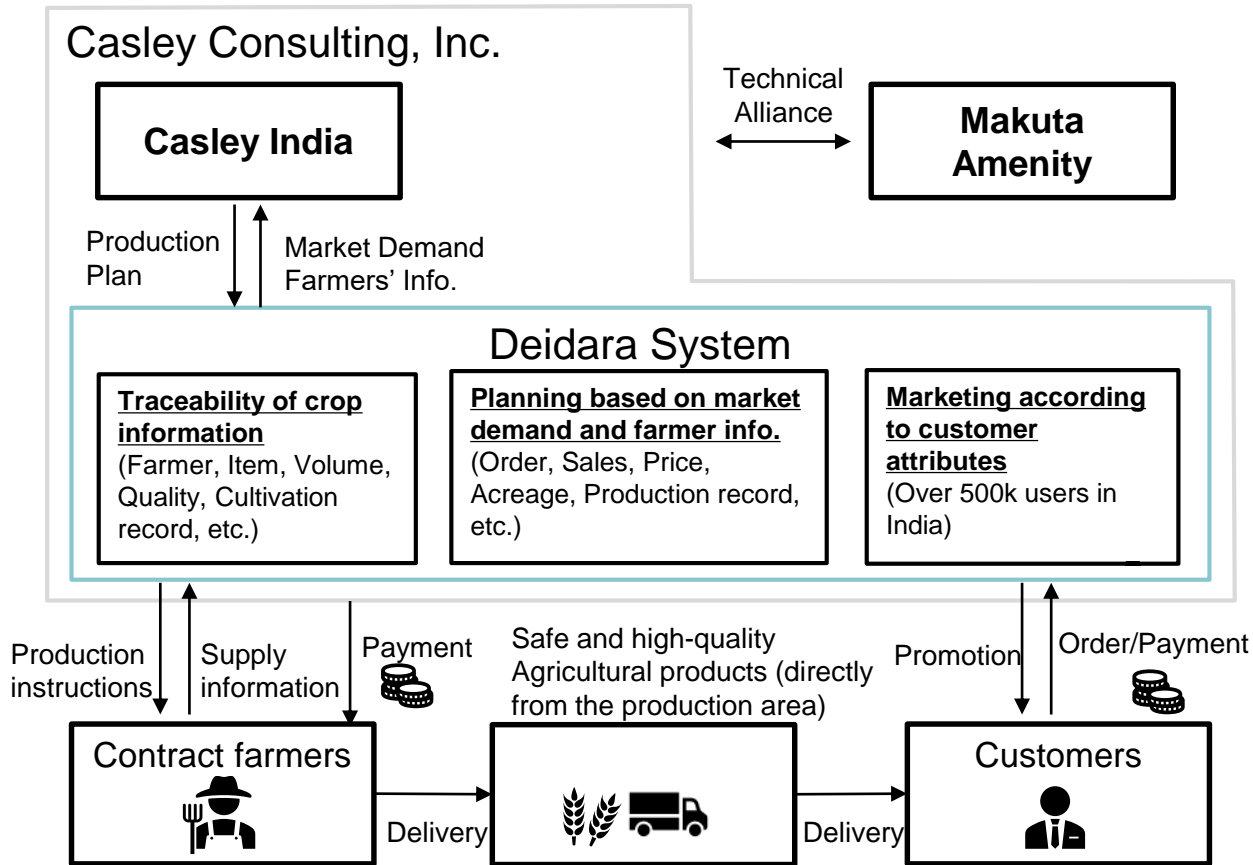 Casley Consulting, Inc.
Casley India
Technical
Alliance
Makuta
Amenity
Production
Plan
Market Demand
Farmers’ Info.
Deidara System
Traceability of crop
information
(Farmer, Item, Volume,
Quality, Cultivation
record, etc.)
Planning based on market
demand and farmer info.
(Order, Sales, Price,
Acreage, Production record,
etc.)
Marketing according
to customer
attributes
(Over 500k users in
India)
Production
instructions
Supply
information
Payment
Safe and high-quality
Agricultural products (directly
from the production area)
Promotion
Order/Payment
Contract farmers
Delivery
Delivery
Customers